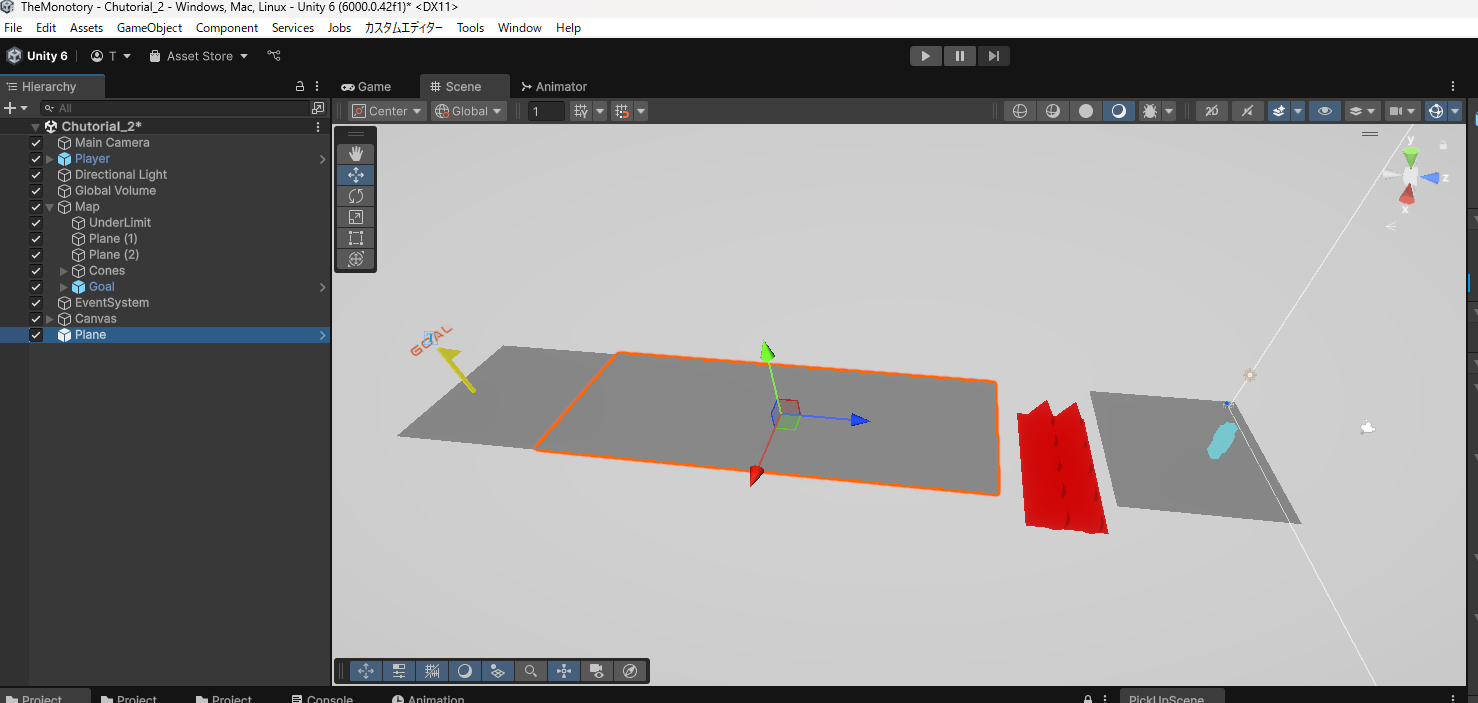 TheMonotory - Chutorial_2 - Windows, Mac, Linux - Unity 6 (6000.0.42f1)* <DX11>
File Edit Assets GameObject Component Services Jobs カスタムエディター Tools Window Help
Unity 6 T Asset Store
Hierarchy Game Scene Animator
All Center Global 1 2D
Chutorial_2*
Main Camera
Player
Directional Light
Global Volume
Map
UnderLimit
Plane (1)
Plane (2)
Cones
Goal
EventSystem
Canvas
Plane
y
z
x
GOAL
Project Project Project Console Animation PickUpScene